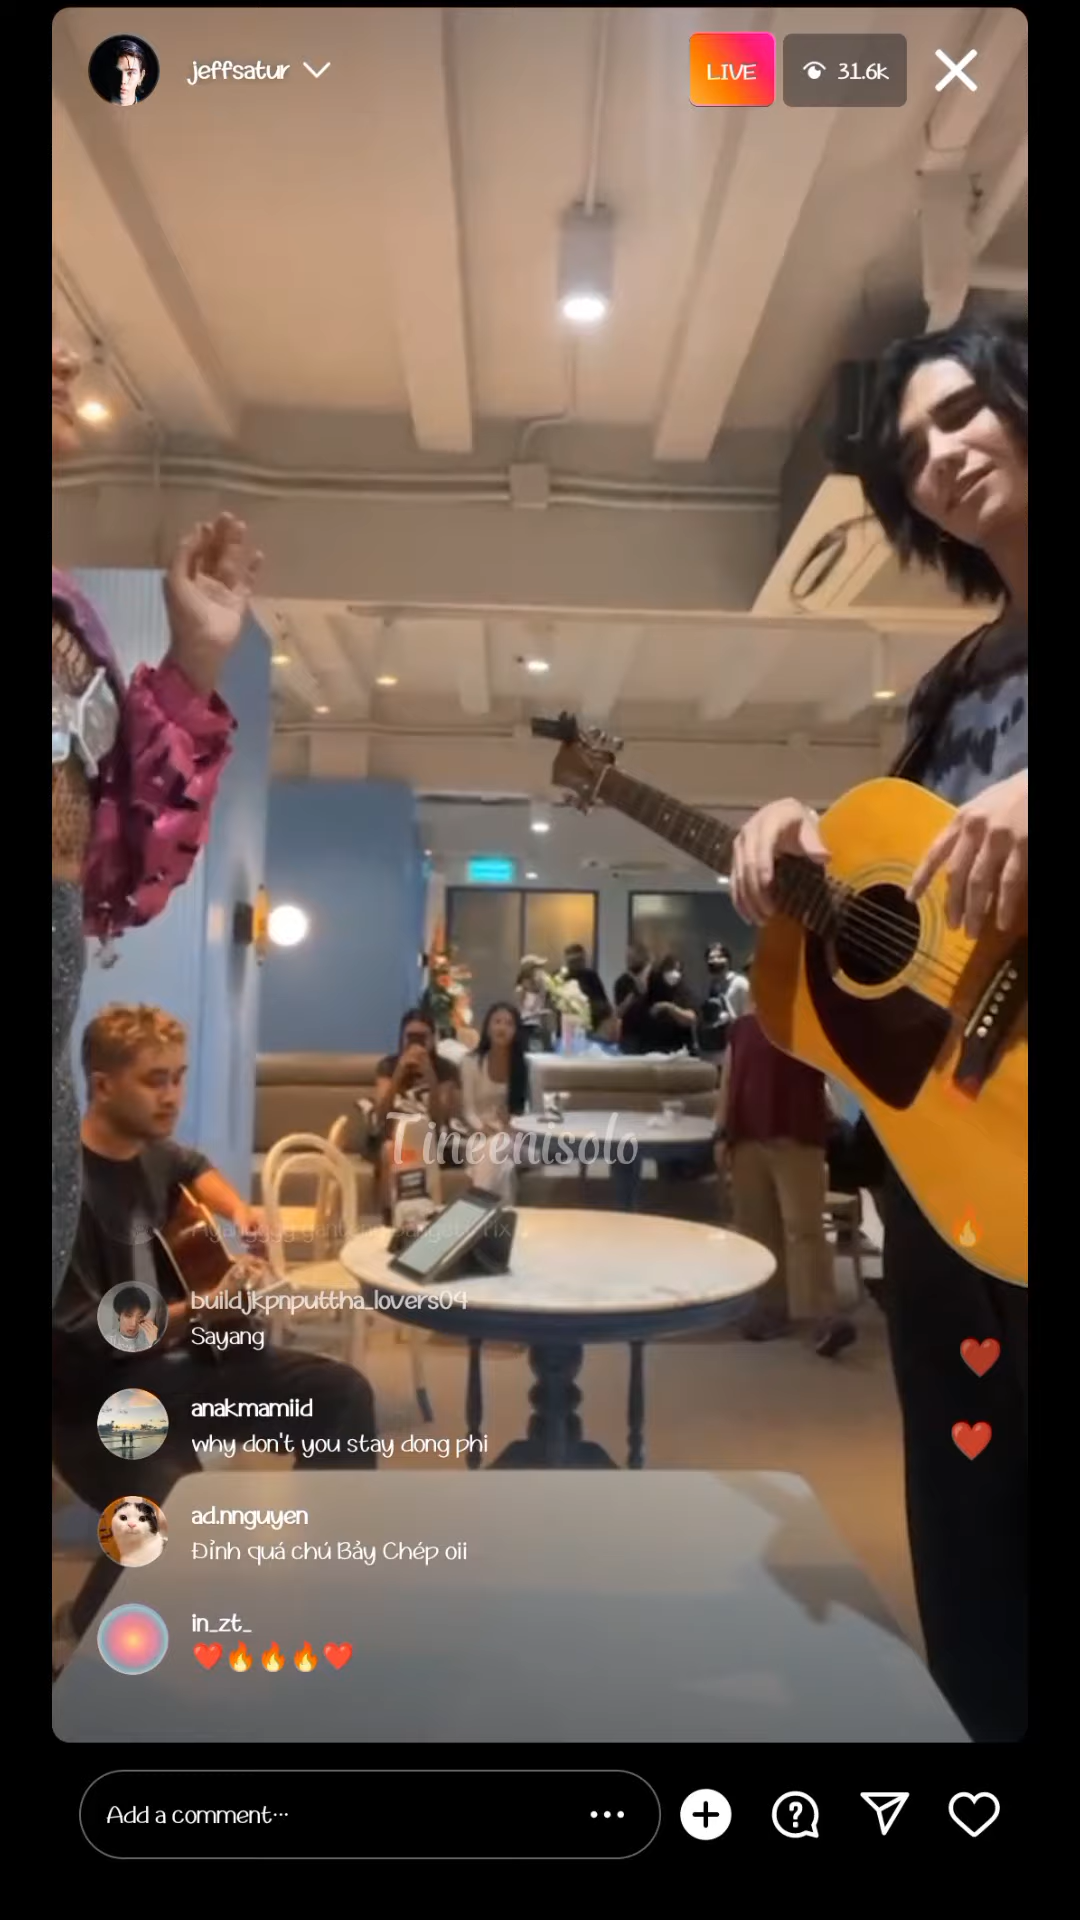 jeffsatur
LIVE
31.6k
Tineenisolo
buildjkpnputtha_lovers04
Sayang
anakmamiid
why don't you stay dong phi
ad.nnguyen
Đỉnh quá chú Bảy Chép oii
in_zt_
❤️🔥🔥🔥❤️
Add a comment...